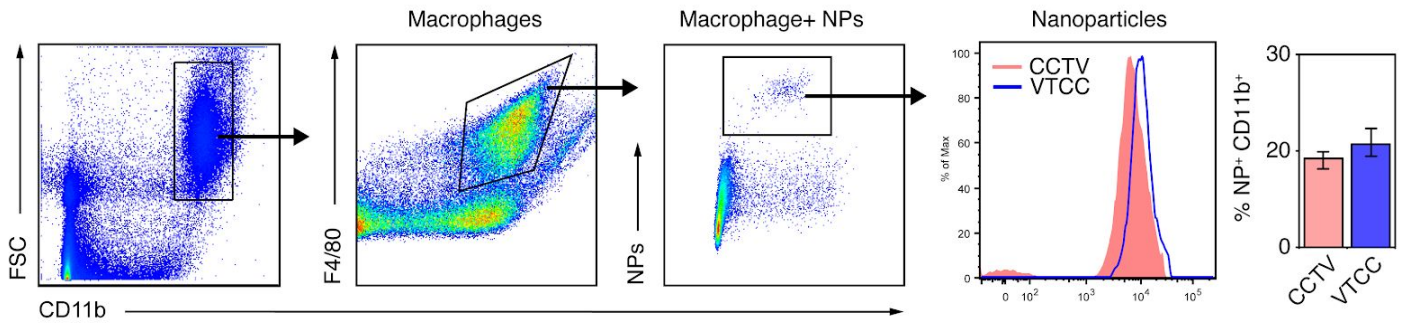 Macrophages
Macrophage+ NPs
Nanoparticles
FSC
F4/80
NPs
CD11b
% of Max
100
80
60
40
20
0
CCTV
VTCC
0 10² 10³ 10⁴ 10⁵
% NP⁺ CD11b⁺
30
20
0
CCTV
VTCC